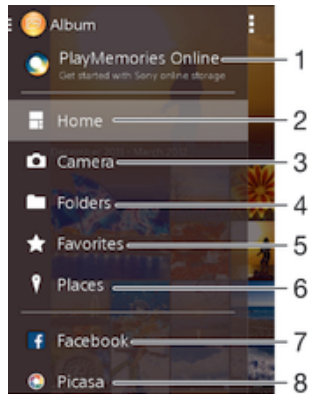 Album
PlayMemories Online 1
Get started with Sony online storage
Home 2
Camera 3
Folders 4
Favorites 5
Places 6
Facebook 7
Picasa 8